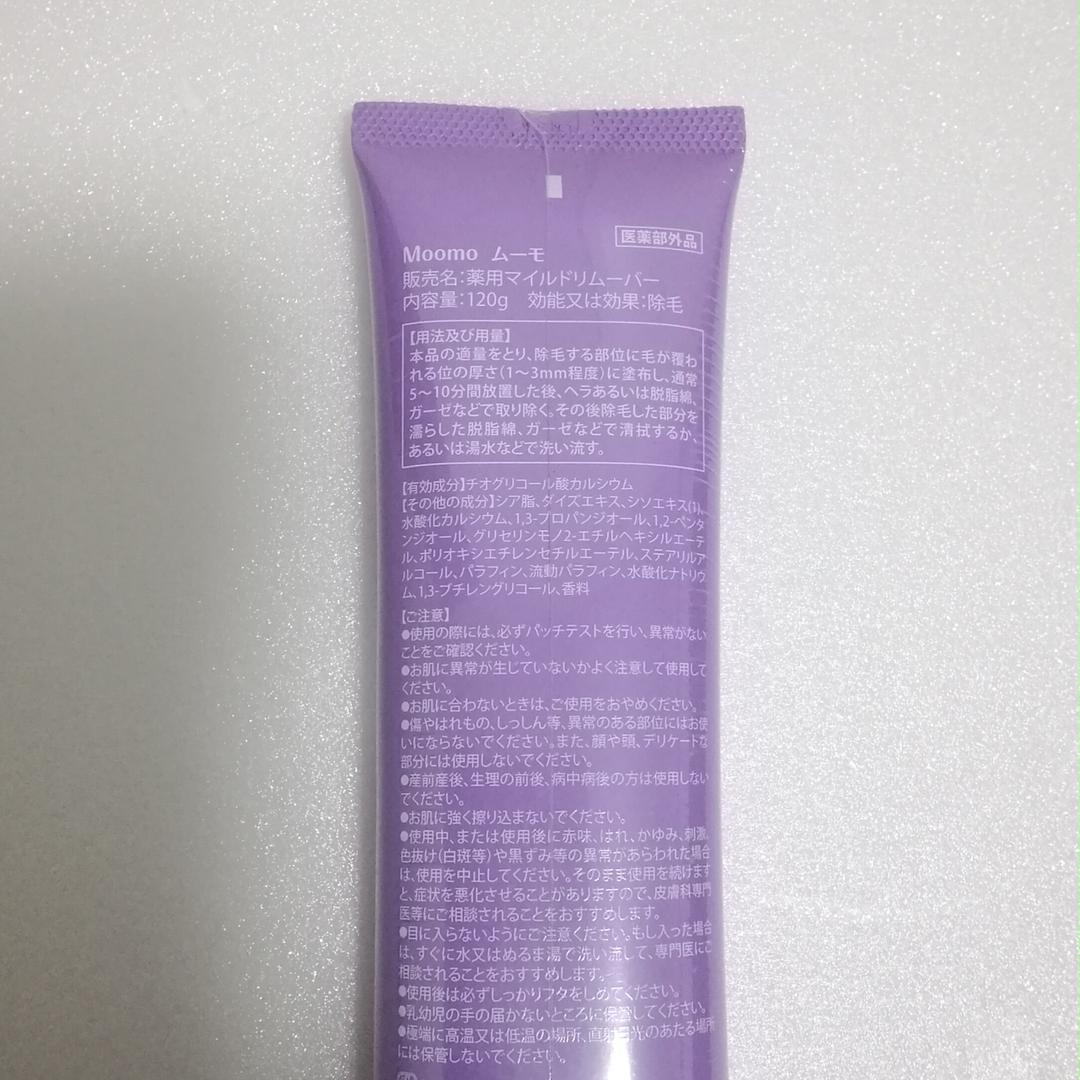 医薬部外品
Moomo ムーモ
販売名:薬用マイルドリムーバー
内容量:120g 効能又は効果:除毛
【用法及び用量】
本品の適量をとり、除毛する部位に毛が覆わ
れる位の厚さ(1〜3mm程度)に塗布し、通常
5〜10分間放置した後、ヘラあるいは脱脂綿、
ガーゼなどで取り除く。その後除毛した部分を
濡らした脱脂綿、ガーゼなどで清拭するか、
あるいは湯水などで洗い流す。
【有効成分】チオグリコール酸カルシウム
【その他の成分】シア脂、ダイズエキス、シソエキス(1)、
水酸化カルシウム、1,3-プロパンジオール、1,2-ペンタ
ンジオール、グリセリンモノ2-エチルヘキシルエーテ
ル、ポリオキシエチレンセチルエーテル、ステアリルア
ルコール、パラフィン、流動パラフィン、水酸化ナトリウ
ム、1,3-ブチレングリコール、香料
【ご注意】
●使用の際には、必ずパッチテストを行い、異常がない
ことをご確認ください。
●お肌に異常が生じていないかよく注意して使用して
ください。
●お肌に合わないときは、ご使用をおやめください。
●傷やはれもの、しっしん等、異常のある部位にはお使
いにならないでください。また、顔や頭、デリケートな
部分には使用しないでください。
●産前産後、生理の前後、病中病後の方は使用しない
でください。
●お肌に強く擦り込まないでください。
●使用中、または使用後に赤味、はれ、かゆみ、刺激、
色抜け(白斑等)や黒ずみ等の異常があらわれた場合
は、使用を中止してください。そのまま使用を続けます
と、症状を悪化させることがありますので、皮膚科専門
医等にご相談されることをおすすめします。
●目に入らないようにご注意ください。もし入った場合
は、すぐに水又はぬるま湯で洗い流して、専門医にご
相談されることをおすすめします。
●使用後は必ずしっかりフタをしめてください。
●乳幼児の手の届かないところに保管してください。
●極端に高温又は低温の場所、直射日光のあたる場所
には保管しないでください。